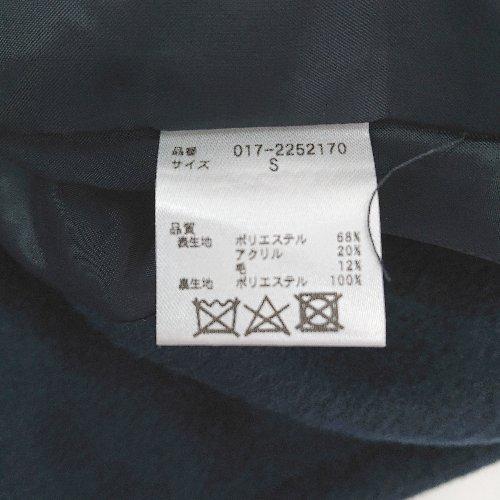 品番 017-2252170
サイズ S
品質
表生地 ポリエステル 68%
アクリル 20%
毛 12%
裏生地 ポリエステル 100%